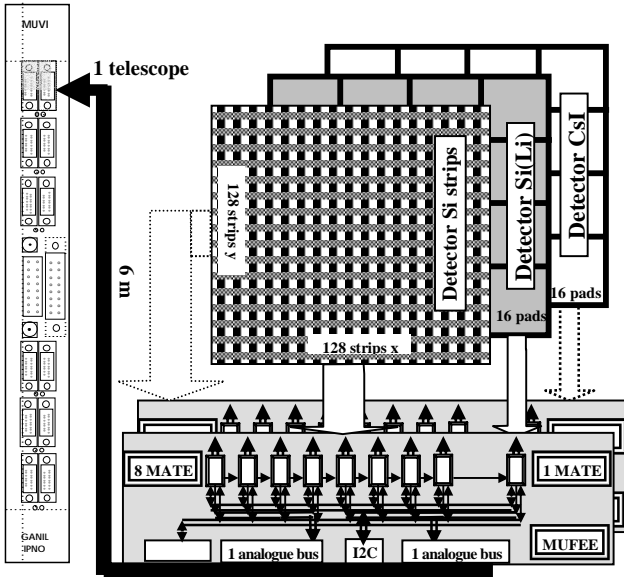 MUVI
1 telescope
Detector Si strips
Detector Si(Li)
Detector CsI
128 strips y
128 strips x
16 pads
16 pads
6 m
8 MATE
1 MATE
MUFEE
1 analogue bus
I2C
1 analogue bus
GANIL
IPNO